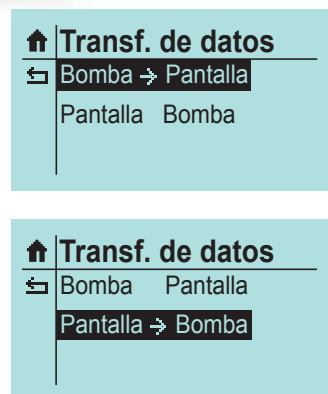 Transf. de datos
Bomba → Pantalla
Pantalla Bomba
Transf. de datos
Bomba Pantalla
Pantalla → Bomba